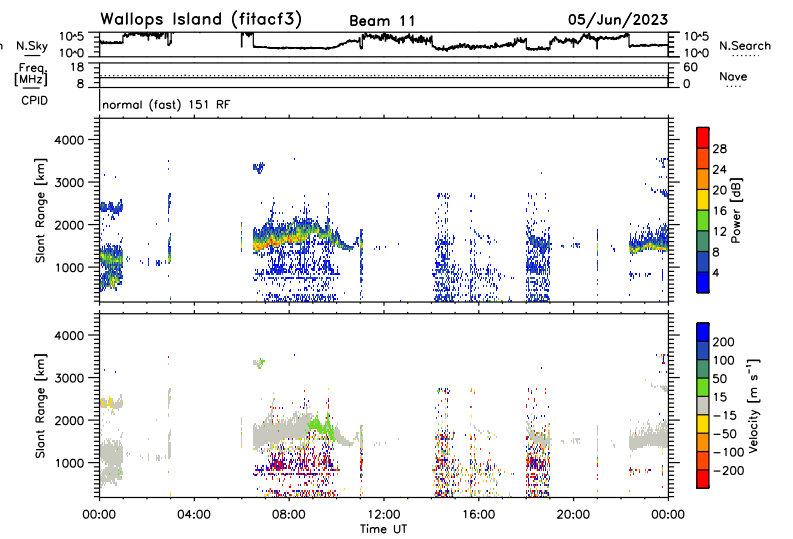 Wallops Island (fitacf3) Beam 11 05/Jun/2023
N.Sky 10^5 10^0 10^5 10^0 N.Search
Freq. [MHz] 18 8 60 0 Nave
CPID normal (fast) 151 RF
Slant Range [km]
4000
3000
2000
1000
Power [dB]
28
24
20
16
12
8
4
Slant Range [km]
4000
3000
2000
1000
Velocity [m s⁻¹]
200
100
50
15
−15
−50
−100
−200
00:00 04:00 08:00 12:00 16:00 20:00 00:00
Time UT